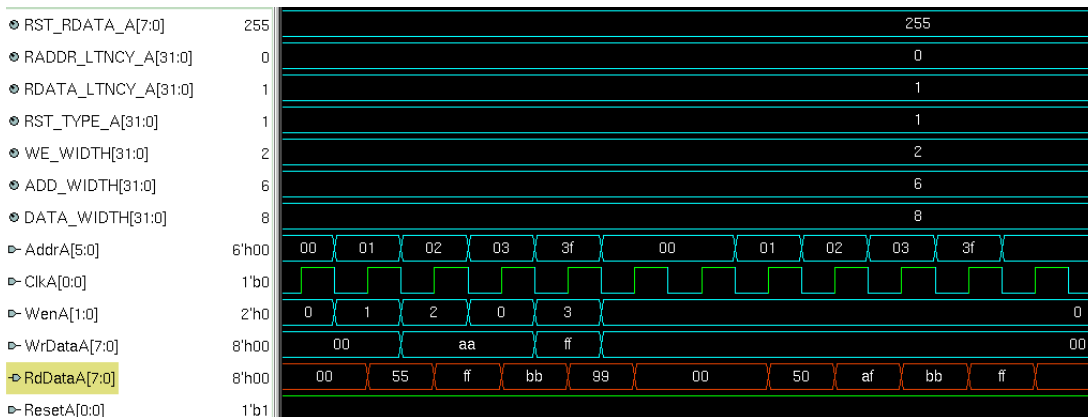 RST_RDATA_A[7:0] 255 255
RADDR_LTNCY_A[31:0] 0 0
RDATA_LTNCY_A[31:0] 1 1
RST_TYPE_A[31:0] 1 1
WE_WIDTH[31:0] 2 2
ADD_WIDTH[31:0] 6 6
DATA_WIDTH[31:0] 8 8
AddrA[5:0] 6'h00 00 01 02 03 3f 00 01 02 03 3f
ClkA[0:0] 1'b0
WenA[1:0] 2'h0 0 1 2 0 3 0
WrDataA[7:0] 8'h00 00 aa ff 00
RdDataA[7:0] 8'h00 00 55 ff bb 99 00 50 af bb ff
ResetA[0:0] 1'b1